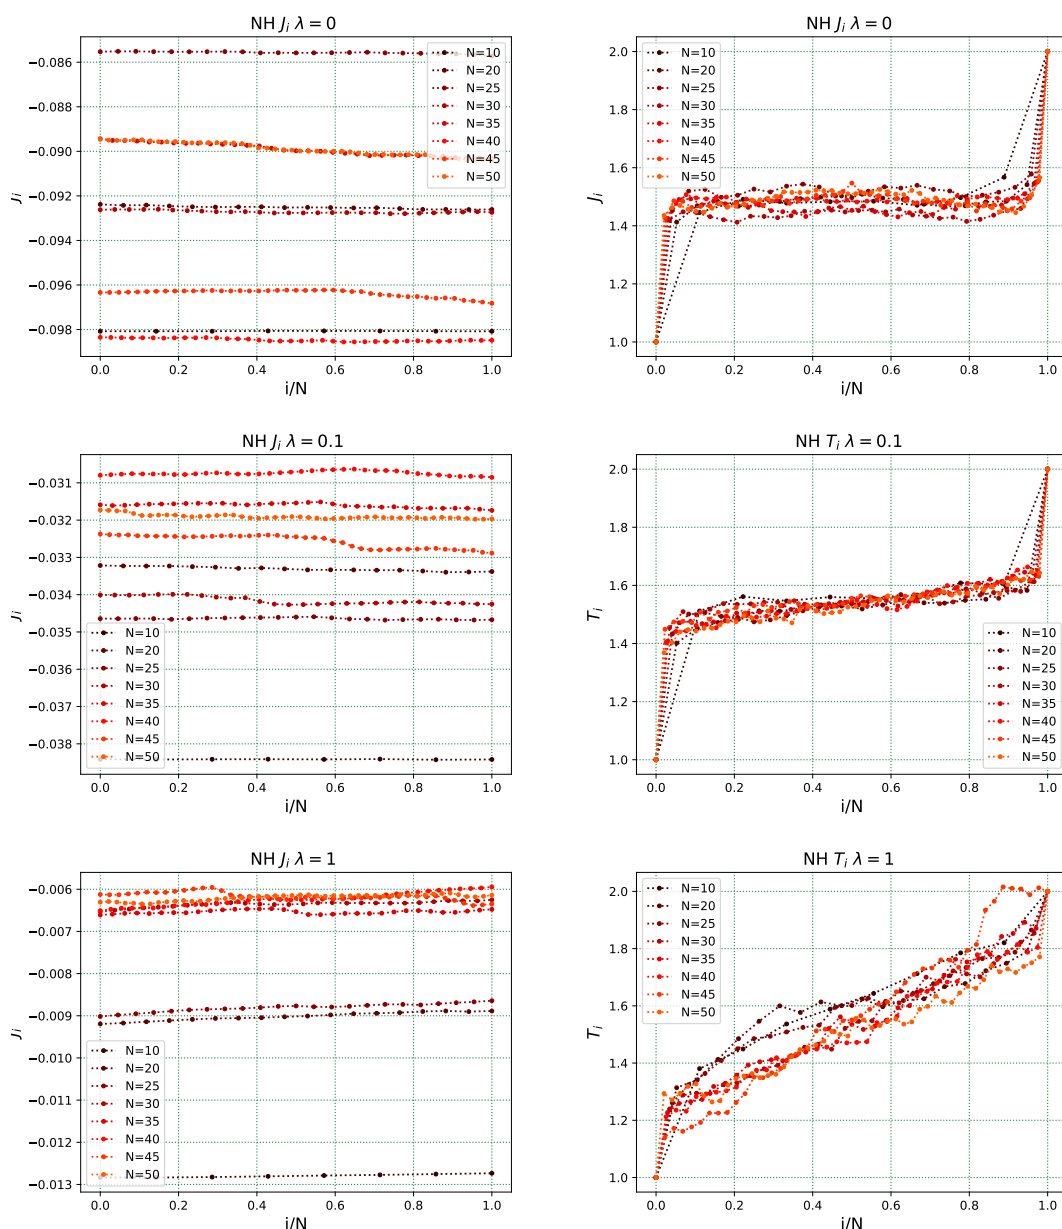 NH J_i λ = 0
J_i
−0.086
−0.088
−0.090
−0.092
−0.094
−0.096
−0.098
0.0 0.2 0.4 0.6 0.8 1.0
i/N
N=10
N=20
N=25
N=30
N=35
N=40
N=45
N=50
NH J_i λ = 0
J_i
2.0
1.8
1.6
1.4
1.2
1.0
0.0 0.2 0.4 0.6 0.8 1.0
i/N
N=10
N=20
N=25
N=30
N=35
N=40
N=45
N=50
NH J_i λ = 0.1
J_i
−0.031
−0.032
−0.033
−0.034
−0.035
−0.036
−0.037
−0.038
0.0 0.2 0.4 0.6 0.8 1.0
i/N
N=10
N=20
N=25
N=30
N=35
N=40
N=45
N=50
NH T_i λ = 0.1
T_i
2.0
1.8
1.6
1.4
1.2
1.0
0.0 0.2 0.4 0.6 0.8 1.0
i/N
N=10
N=20
N=25
N=30
N=35
N=40
N=45
N=50
NH J_i λ = 1
J_i
−0.006
−0.007
−0.008
−0.009
−0.010
−0.011
−0.012
−0.013
0.0 0.2 0.4 0.6 0.8 1.0
i/N
N=10
N=20
N=25
N=30
N=35
N=40
N=45
N=50
NH T_i λ = 1
T_i
2.0
1.8
1.6
1.4
1.2
1.0
0.0 0.2 0.4 0.6 0.8 1.0
i/N
N=10
N=20
N=25
N=30
N=35
N=40
N=45
N=50